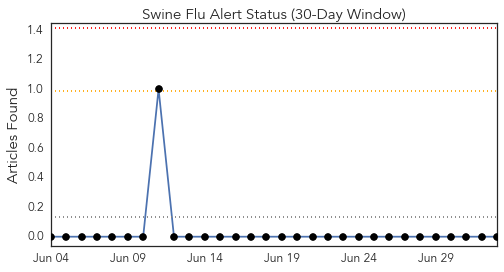 Swine Flu Alert Status (30-Day Window)
Articles Found
1.4
1.2
1.0
0.8
0.6
0.4
0.2
0.0
Jun 04
Jun 09
Jun 14
Jun 19
Jun 24
Jun 29